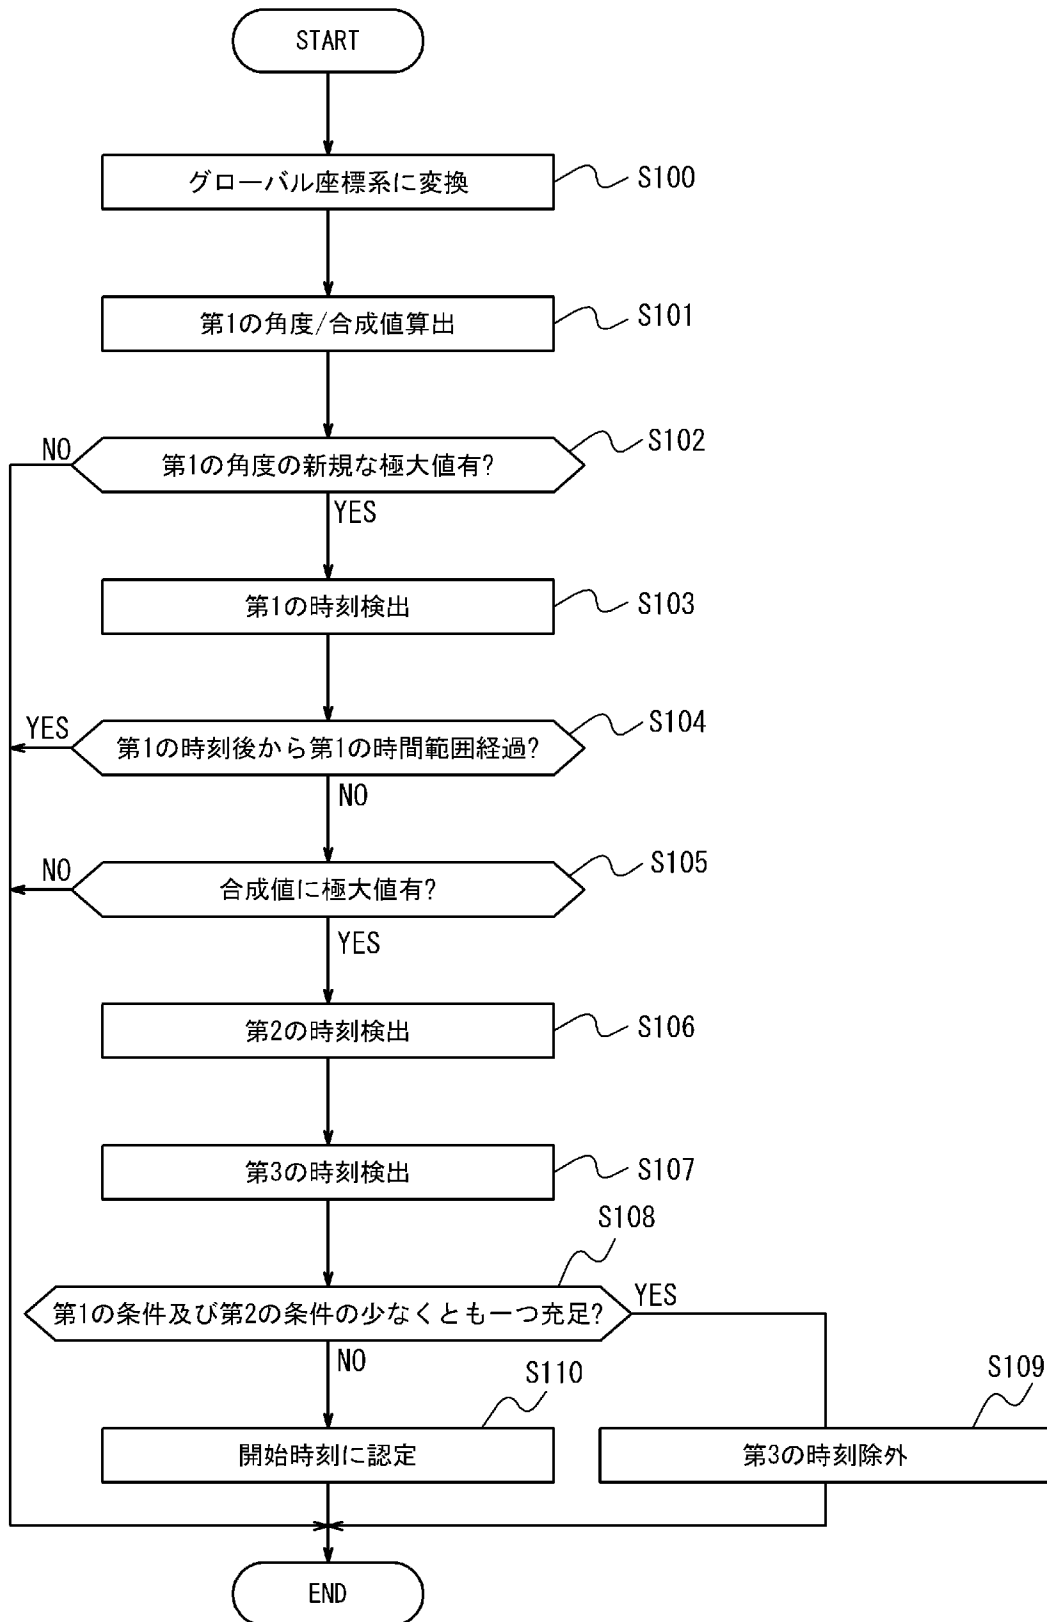 START
グローバル座標系に変換
S100
第1の角度/合成値算出
S101
NO
第1の角度の新規な極大値有?
S102
YES
第1の時刻検出
S103
YES
第1の時刻後から第1の時間範囲経過?
S104
NO
NO
合成値に極大値有?
S105
YES
第2の時刻検出
S106
第3の時刻検出
S107
S108
第1の条件及び第2の条件の少なくとも一つ充足?
YES
NO
S110
S109
開始時刻に認定
第3の時刻除外
END